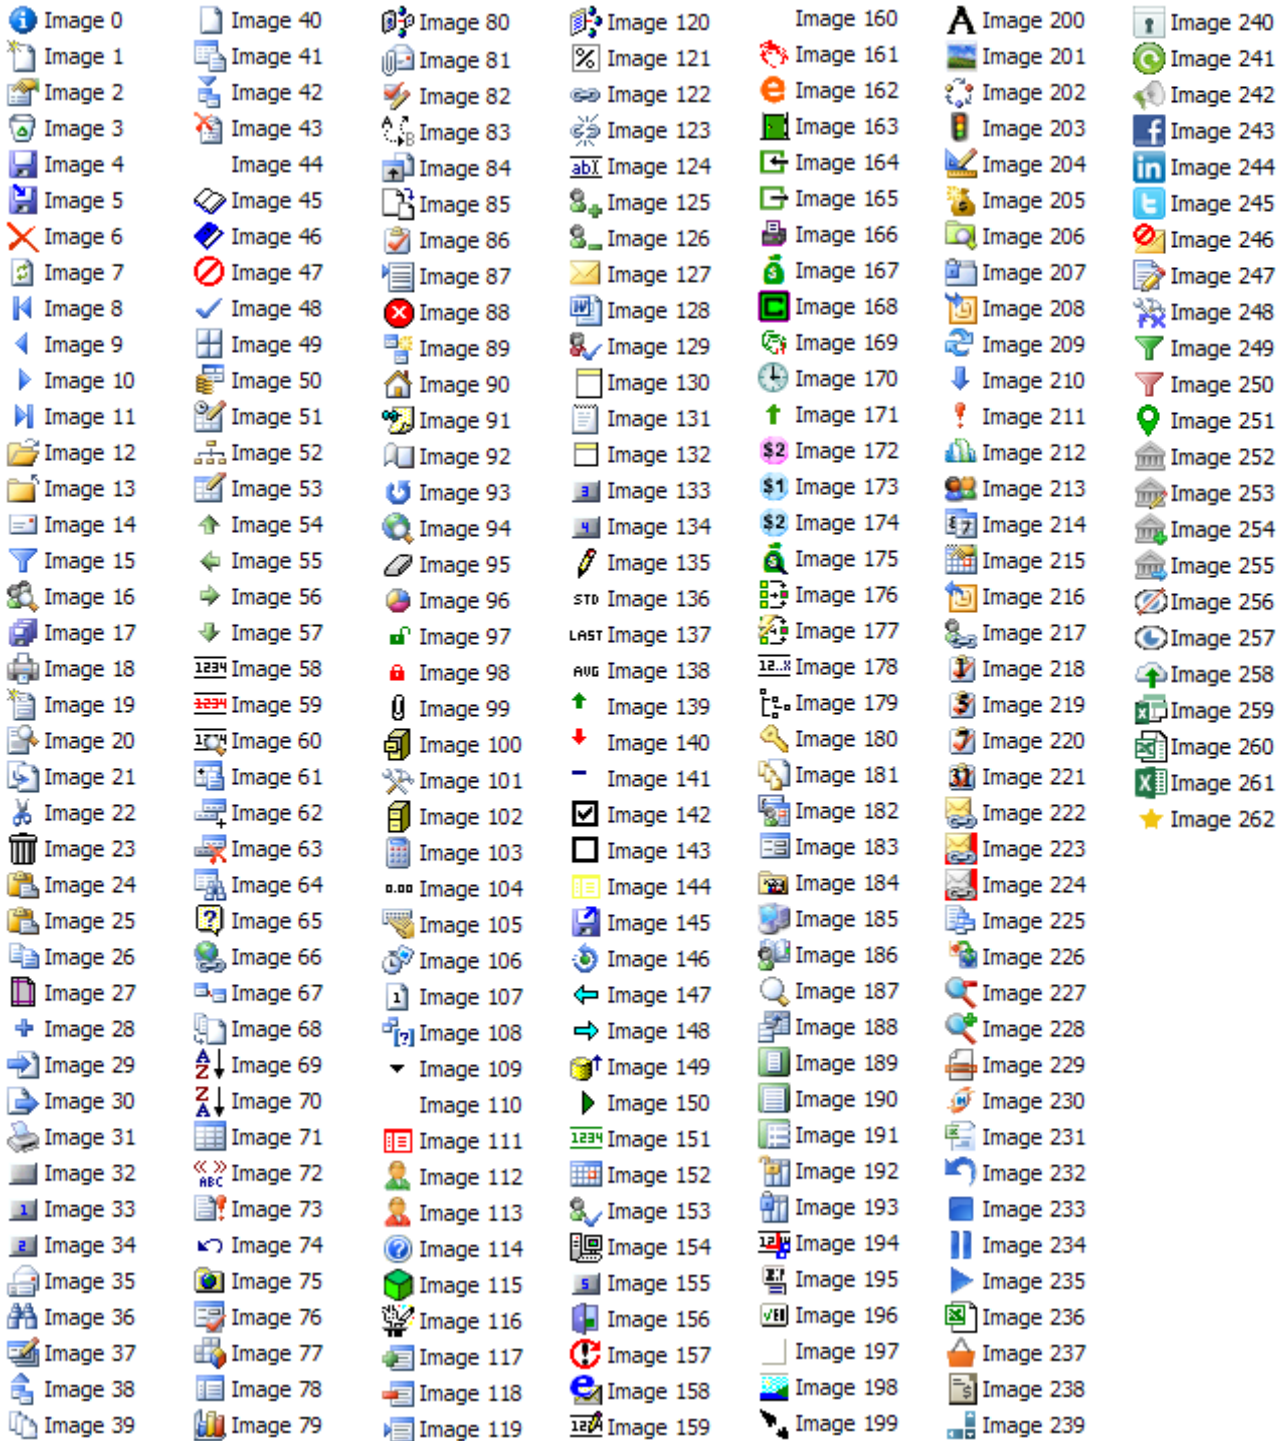 Image 0
Image 1
Image 2
Image 3
Image 4
Image 5
Image 6
Image 7
Image 8
Image 9
Image 10
Image 11
Image 12
Image 13
Image 14
Image 15
Image 16
Image 17
Image 18
Image 19
Image 20
Image 21
Image 22
Image 23
Image 24
Image 25
Image 26
Image 27
Image 28
Image 29
Image 30
Image 31
Image 32
1 Image 33
2 Image 34
Image 35
Image 36
Image 37
Image 38
Image 39
Image 40
Image 41
Image 42
Image 43
Image 44
Image 45
Image 46
Image 47
Image 48
Image 49
Image 50
Image 51
Image 52
Image 53
Image 54
Image 55
Image 56
Image 57
1234 Image 58
1234 Image 59
Image 60
Image 61
Image 62
Image 63
Image 64
? Image 65
Image 66
Image 67
Image 68
AZ Image 69
ZA Image 70
Image 71
«» ABC Image 72
Image 73
Image 74
Image 75
Image 76
Image 77
Image 78
Image 79
Image 80
Image 81
Image 82
A B Image 83
Image 84
Image 85
Image 86
Image 87
Image 88
Image 89
Image 90
Image 91
Image 92
Image 93
Image 94
Image 95
Image 96
Image 97
Image 98
Image 99
Image 100
Image 101
Image 102
Image 103
0.00 Image 104
Image 105
Image 106
1 Image 107
[?] Image 108
Image 109
Image 110
Image 111
Image 112
Image 113
? Image 114
Image 115
Image 116
Image 117
Image 118
Image 119
Image 120
% Image 121
Image 122
Image 123
ab Image 124
Image 125
Image 126
Image 127
W Image 128
Image 129
Image 130
Image 131
Image 132
3 Image 133
4 Image 134
Image 135
STD Image 136
LAST Image 137
AVG Image 138
Image 139
Image 140
Image 141
Image 142
Image 143
Image 144
Image 145
Image 146
Image 147
Image 148
Image 149
Image 150
1234 Image 151
Image 152
Image 153
Image 154
5 Image 155
Image 156
Image 157
Image 158
Image 159
Image 160
Image 161
e Image 162
Image 163
Image 164
Image 165
Image 166
$ Image 167
C Image 168
Image 169
Image 170
Image 171
$2 Image 172
$1 Image 173
$2 Image 174
Image 175
Image 176
Image 177
12..X Image 178
Image 179
Image 180
Image 181
Image 182
Image 183
Image 184
Image 185
Image 186
Image 187
Image 188
Image 189
Image 190
Image 191
Image 192
Image 193
Image 194
Image 195
Image 196
Image 197
Image 198
Image 199
A Image 200
Image 201
Image 202
Image 203
Image 204
Image 205
Image 206
Image 207
Image 208
Image 209
Image 210
Image 211
Image 212
Image 213
Image 214
Image 215
Image 216
Image 217
1 Image 218
5 Image 219
7 Image 220
31 Image 221
Image 222
Image 223
Image 224
Image 225
Image 226
Image 227
Image 228
Image 229
Image 230
Image 231
Image 232
Image 233
Image 234
Image 235
Image 236
Image 237
$ Image 238
Image 239
Image 240
Image 241
Image 242
f Image 243
in Image 244
t Image 245
Image 246
Image 247
Image 248
Image 249
Image 250
Image 251
Image 252
Image 253
Image 254
Image 255
Image 256
Image 257
Image 258
Image 259
Image 260
Image 261
Image 262